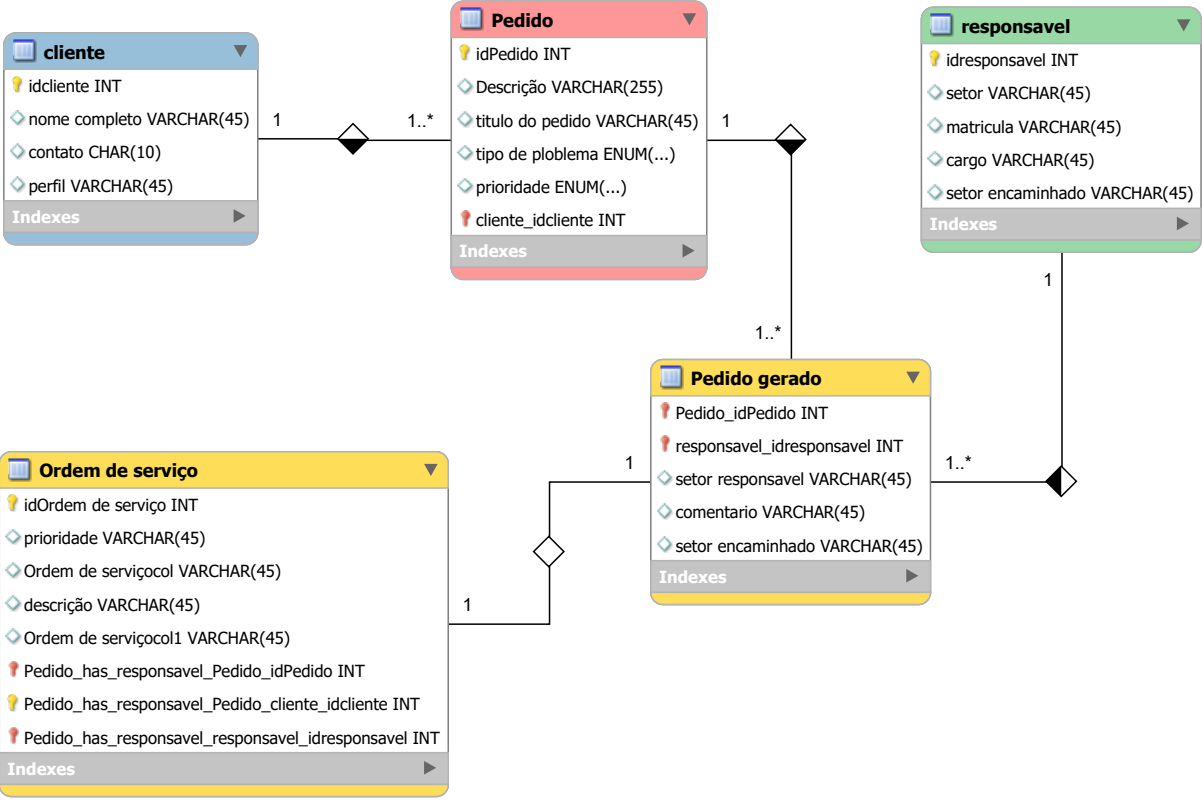 cliente
idcliente INT
nome completo VARCHAR(45)
contato CHAR(10)
perfil VARCHAR(45)
Indexes
1
1..*
Pedido
idPedido INT
Descrição VARCHAR(255)
titulo do pedido VARCHAR(45)
tipo de ploblema ENUM(...)
prioridade ENUM(...)
cliente_idcliente INT
Indexes
1
1..*
responsavel
idresponsavel INT
setor VARCHAR(45)
matricula VARCHAR(45)
cargo VARCHAR(45)
setor encaminhado VARCHAR(45)
Indexes
1
1..*
Pedido gerado
Pedido_idPedido INT
responsavel_idresponsavel INT
setor responsavel VARCHAR(45)
comentario VARCHAR(45)
setor encaminhado VARCHAR(45)
Indexes
1
1
Ordem de serviço
idOrdem de serviço INT
prioridade VARCHAR(45)
Ordem de serviçocol VARCHAR(45)
descrição VARCHAR(45)
Ordem de serviçocol1 VARCHAR(45)
Pedido_has_responsavel_Pedido_idPedido INT
Pedido_has_responsavel_Pedido_cliente_idcliente INT
Pedido_has_responsavel_responsavel_idresponsavel INT
Indexes